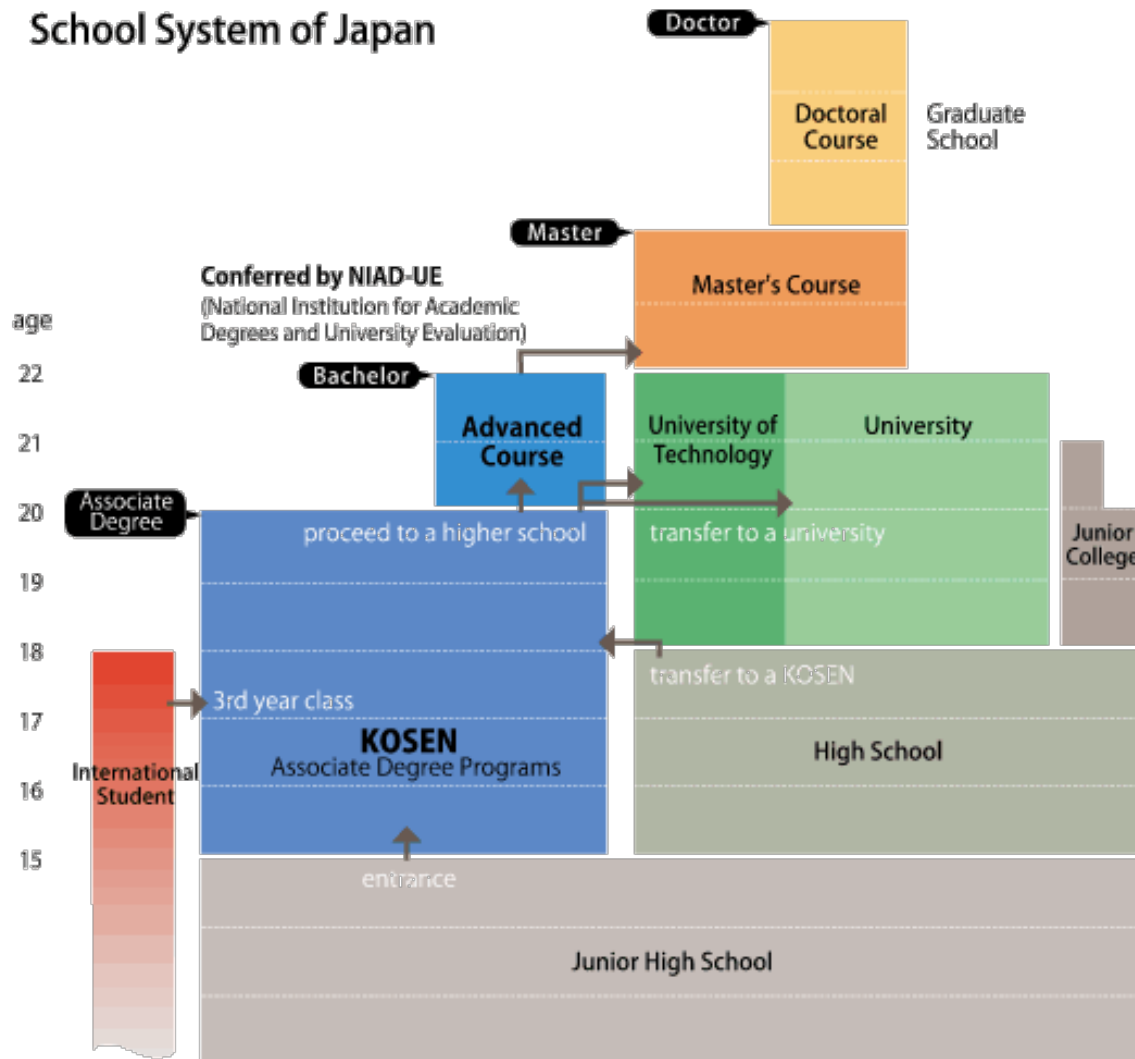 School System of Japan
Doctor
Doctoral
Course
Graduate
School
Master
Master's Course
Conferred by NIAD-UE
(National Institution for Academic
Degrees and University Evaluation)
age
22
Bachelor
Advanced
Course
University of
Technology
University
21
20
Associate
Degree
proceed to a higher school
transfer to a university
Junior
College
19
18
transfer to a KOSEN
3rd year class
17
KOSEN
Associate Degree Programs
High School
International
Student
16
15
entrance
Junior High School